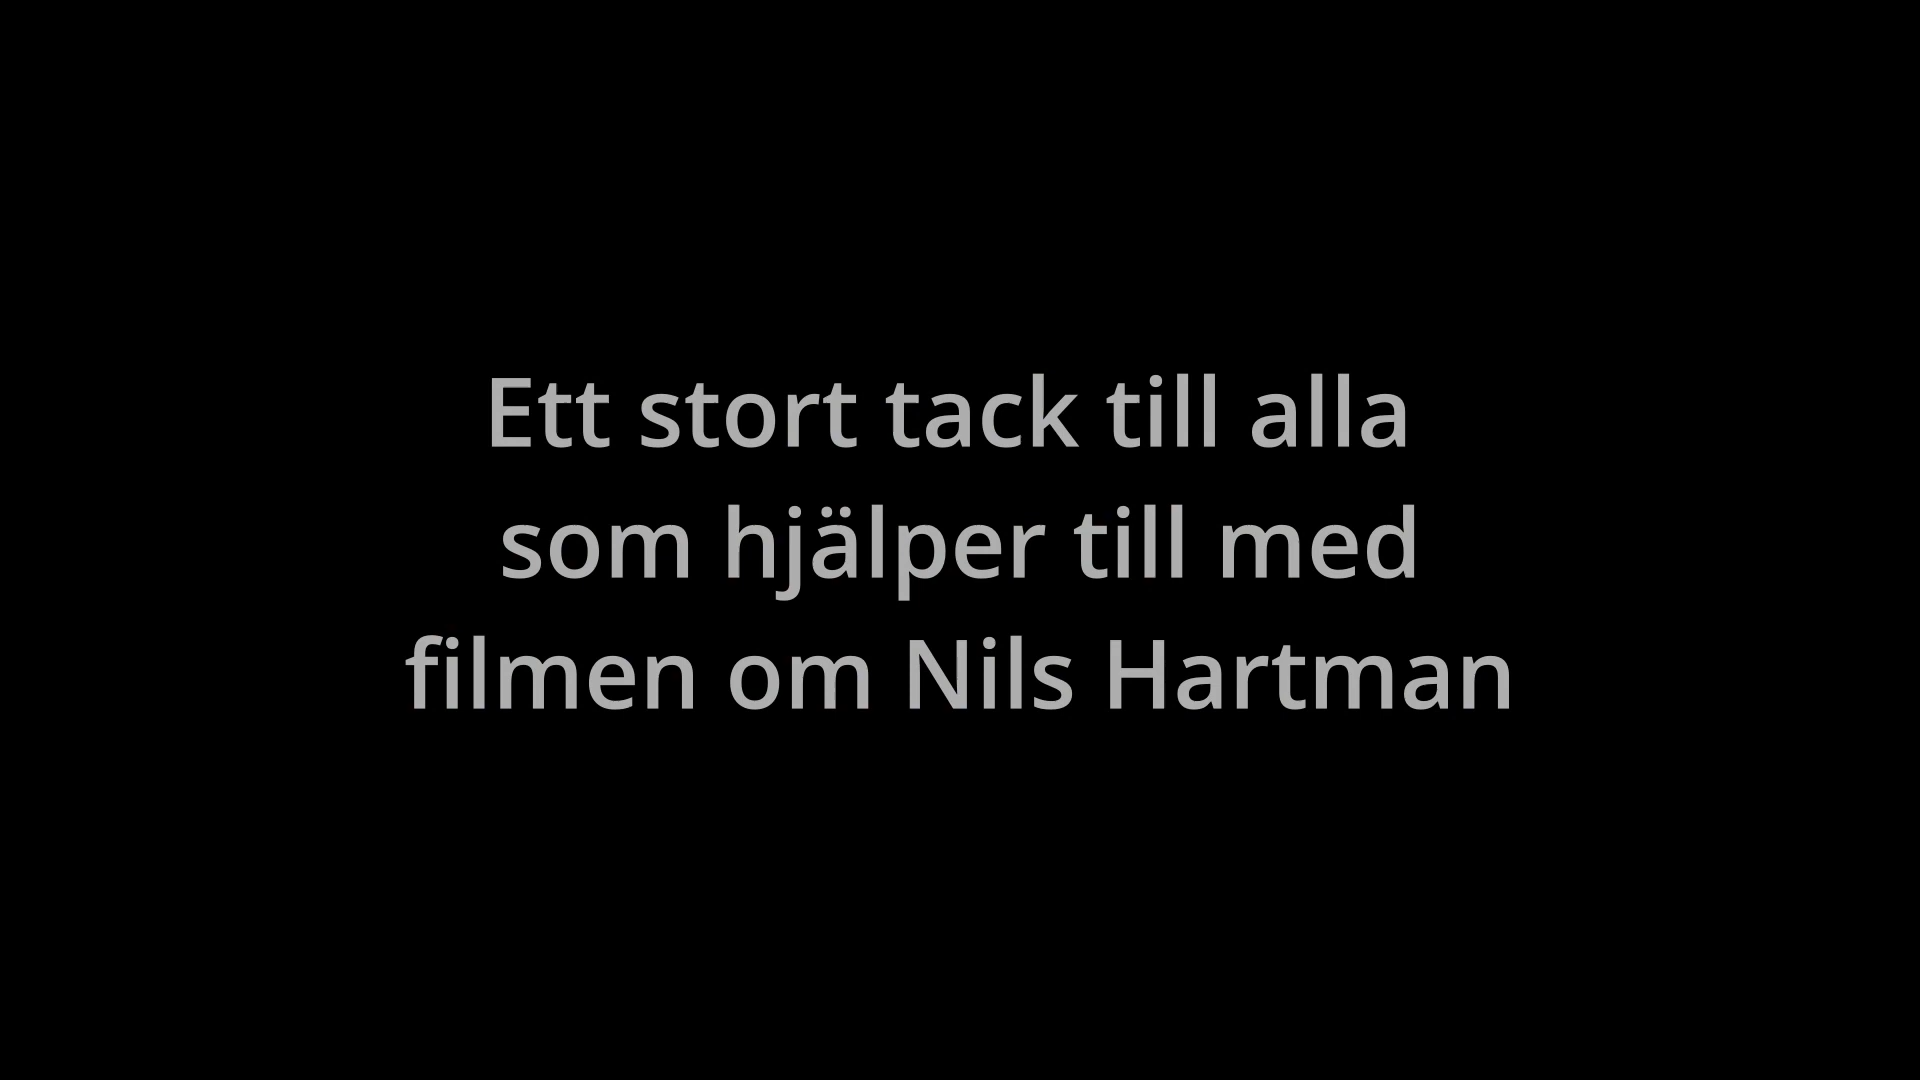 Ett stort tack till alla
som hjälper till med
filmen om Nils Hartman